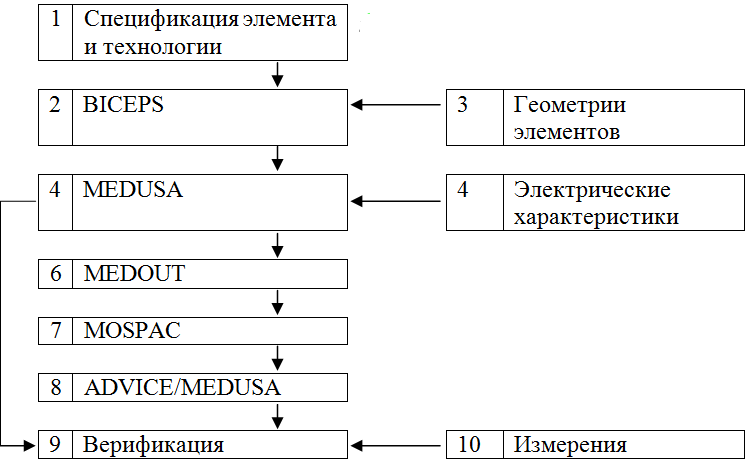 1 Спецификация элемента
и технологии
2 BICEPS
3 Геометрии
элементов
4 MEDUSA
4 Электрические
характеристики
6 MEDOUT
7 MOSPAC
8 ADVICE/MEDUSA
9 Верификация
10 Измерения